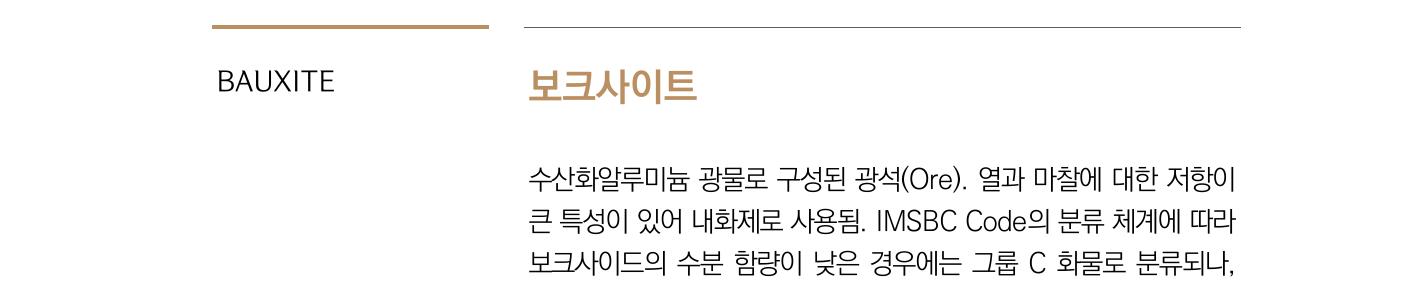 BAUXITE
보크사이트
수산화알루미늄 광물로 구성된 광석(Ore). 열과 마찰에 대한 저항이
큰 특성이 있어 내화제로 사용됨. IMSBC Code의 분류 체계에 따라
보크사이드의 수분 함량이 낮은 경우에는 그룹 C 화물로 분류되나,